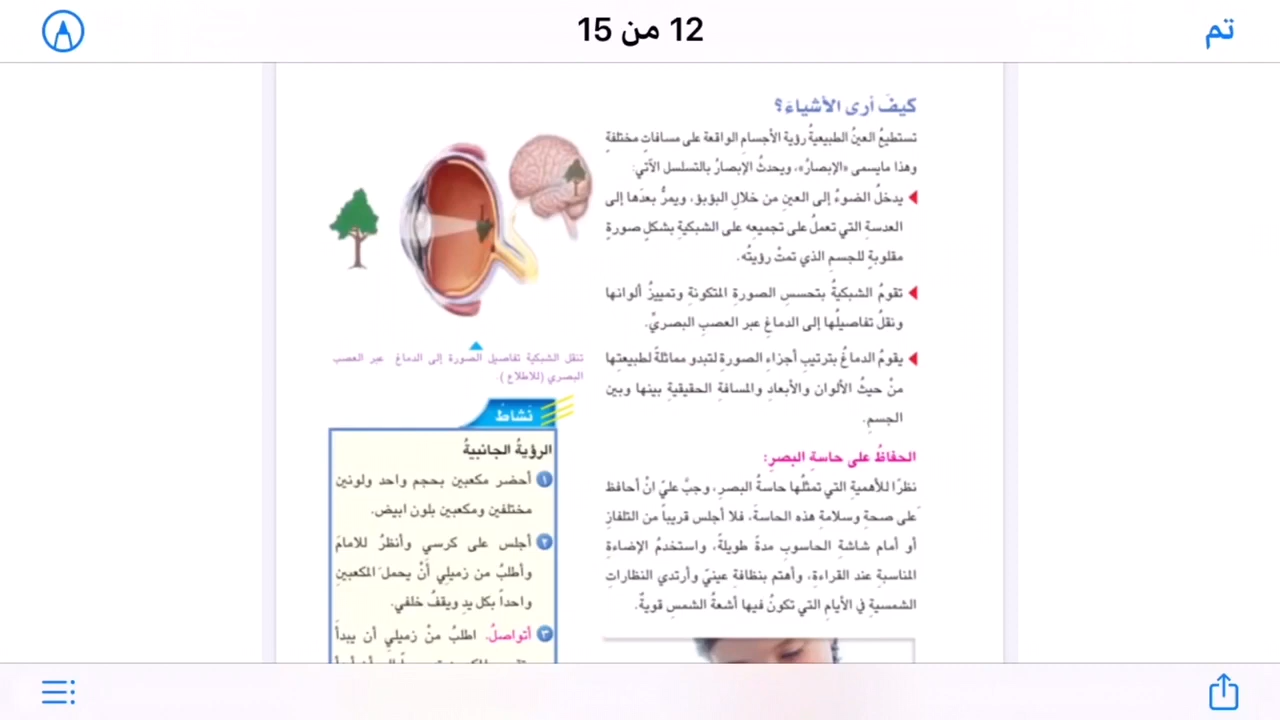 تم
12 من 15
كيفَ أرى الأشياءَ؟
تستطيعُ العينُ الطبيعيةُ رؤيةَ الأجسامِ الواقعة على مسافاتٍ مختلفةٍ
وهذا مايسمى «الإبصارُ»، ويحدثُ الإبصارُ بالتسلسل الآتي:
يدخلُ الضوءُ إلى العينِ من خلالِ البؤبؤ، ويمرُّ بعدَها إلى
العدسةِ التي تعملُ على تجميعِه على الشبكيةِ بشكلِ صورةٍ
مقلوبةٍ للجسمِ الذي تمتْ رؤيتُه.
تقومُ الشبكيةُ بتحسسِ الصورةِ المتكونةِ وتمييزُ ألوانها
ونقلُ تفاصيلُها إلى الدماغِ عبر العصبِ البصريِّ.
يقومُ الدماغُ بترتيبِ أجزاءِ الصورةِ لتبدو مماثلةً لطبيعتِها
منْ حيثُ الألوان والأبعادِ والمسافةِ الحقيقيةِ بينها وبين
الجسمِ.
الحفاظُ على حاسةِ البصرِ:
نظرًا للأهميةِ التي تمثلُها حاسةُ البصرِ، وجبَّ عليّ انْ أحافظ
على صحةِ وسلامةِ هذه الحاسةِ، فلا أجلس قريباً من التلفازِ
أو أمام شاشةِ الحاسوبِ مدةً طويلةً، واستخدمُ الإضاءةِ
المناسبةِ عند القراءةِ، وأهتم بنظافةِ عينيَّ وأرتدي النظاراتِ
الشمسيةِ في الأيامِ التي تكونُ فيها أشعةُ الشمسِ قويةٌ.
تنقل الشبكية تفاصيل الصورة إلى الدماغ عبر العصب
البصري (للاطلاع ).
نشاطٌ
الرؤيةُ الجانبيةُ
١ أحضر مكعبين بحجم واحد ولونين
مختلفين ومكعبين بلون ابيض.
٢ أجلس على كرسي وأنظرُ للامامَ
وأطلبُ من زميلي أنْ يحملَ المكعبينِ
واحداً بكل يدٍ ويقفُ خلفي.
٣ أتواصلُ. اطلبُ منْ زميلي أن يبدأَ